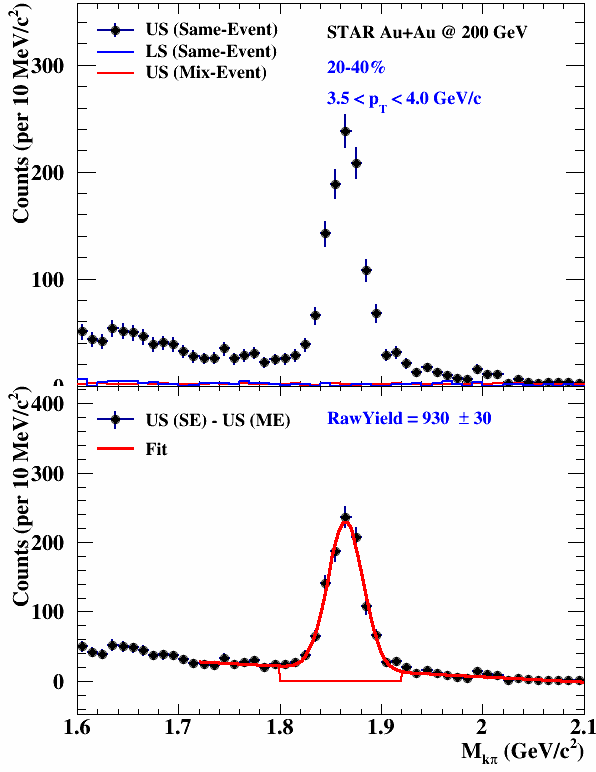 US (Same-Event)
LS (Same-Event)
US (Mix-Event)
STAR Au+Au @ 200 GeV
20-40%
3.5 < p_T < 4.0 GeV/c
Counts (per 10 MeV/c²)
300
200
100
0
US (SE) - US (ME)
Fit
RawYield = 930 ± 30
Counts (per 10 MeV/c²)
400
300
200
100
0
1.6 1.7 1.8 1.9 2 2.1
M_kπ (GeV/c²)